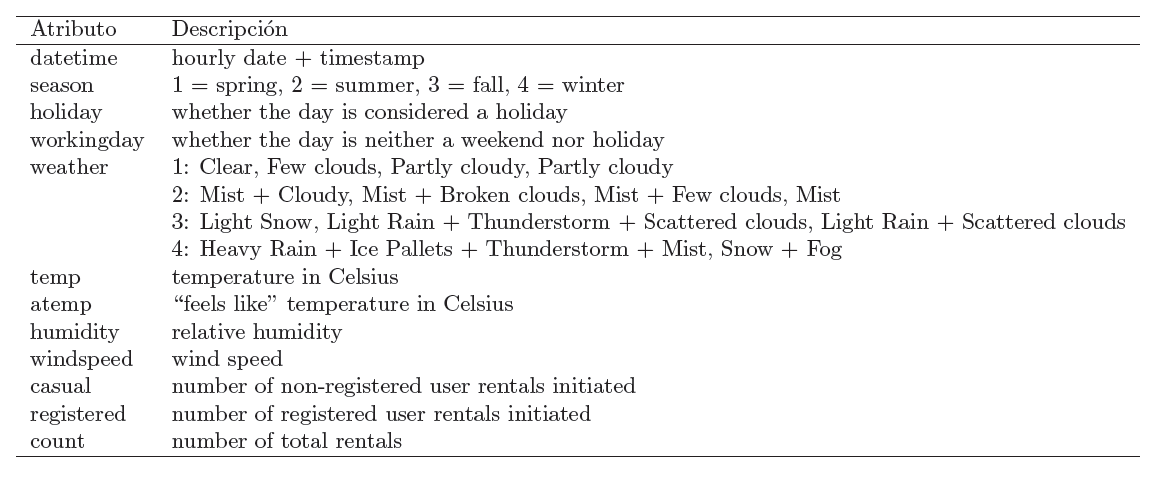 Atributo Descripción
datetime hourly date + timestamp
season 1 = spring, 2 = summer, 3 = fall, 4 = winter
holiday whether the day is considered a holiday
workingday whether the day is neither a weekend nor holiday
weather 1: Clear, Few clouds, Partly cloudy, Partly cloudy
2: Mist + Cloudy, Mist + Broken clouds, Mist + Few clouds, Mist
3: Light Snow, Light Rain + Thunderstorm + Scattered clouds, Light Rain + Scattered clouds
4: Heavy Rain + Ice Pallets + Thunderstorm + Mist, Snow + Fog
temp temperature in Celsius
atemp “feels like” temperature in Celsius
humidity relative humidity
windspeed wind speed
casual number of non-registered user rentals initiated
registered number of registered user rentals initiated
count number of total rentals